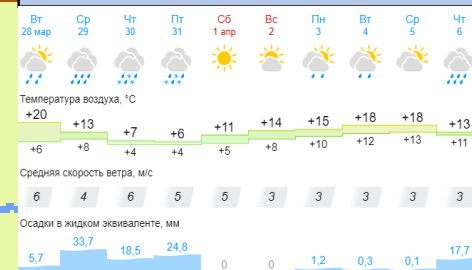 Вт Ср Чт Пт Сб Вс Пн Вт Ср Чт
28 мар 29 30 31 1 апр 2 3 4 5 6
Температура воздуха, °C
+20 +13 +7 +6 +11 +14 +15 +18 +18 +13
+6 +8 +4 +4 +5 +8 +10 +12 +13 +11
Средняя скорость ветра, м/с
6 4 6 5 5 3 3 3 3 3
Осадки в жидком эквиваленте, мм
5,7 33,7 18,5 24,8 0 0 1,2 0,3 0,1 17,7